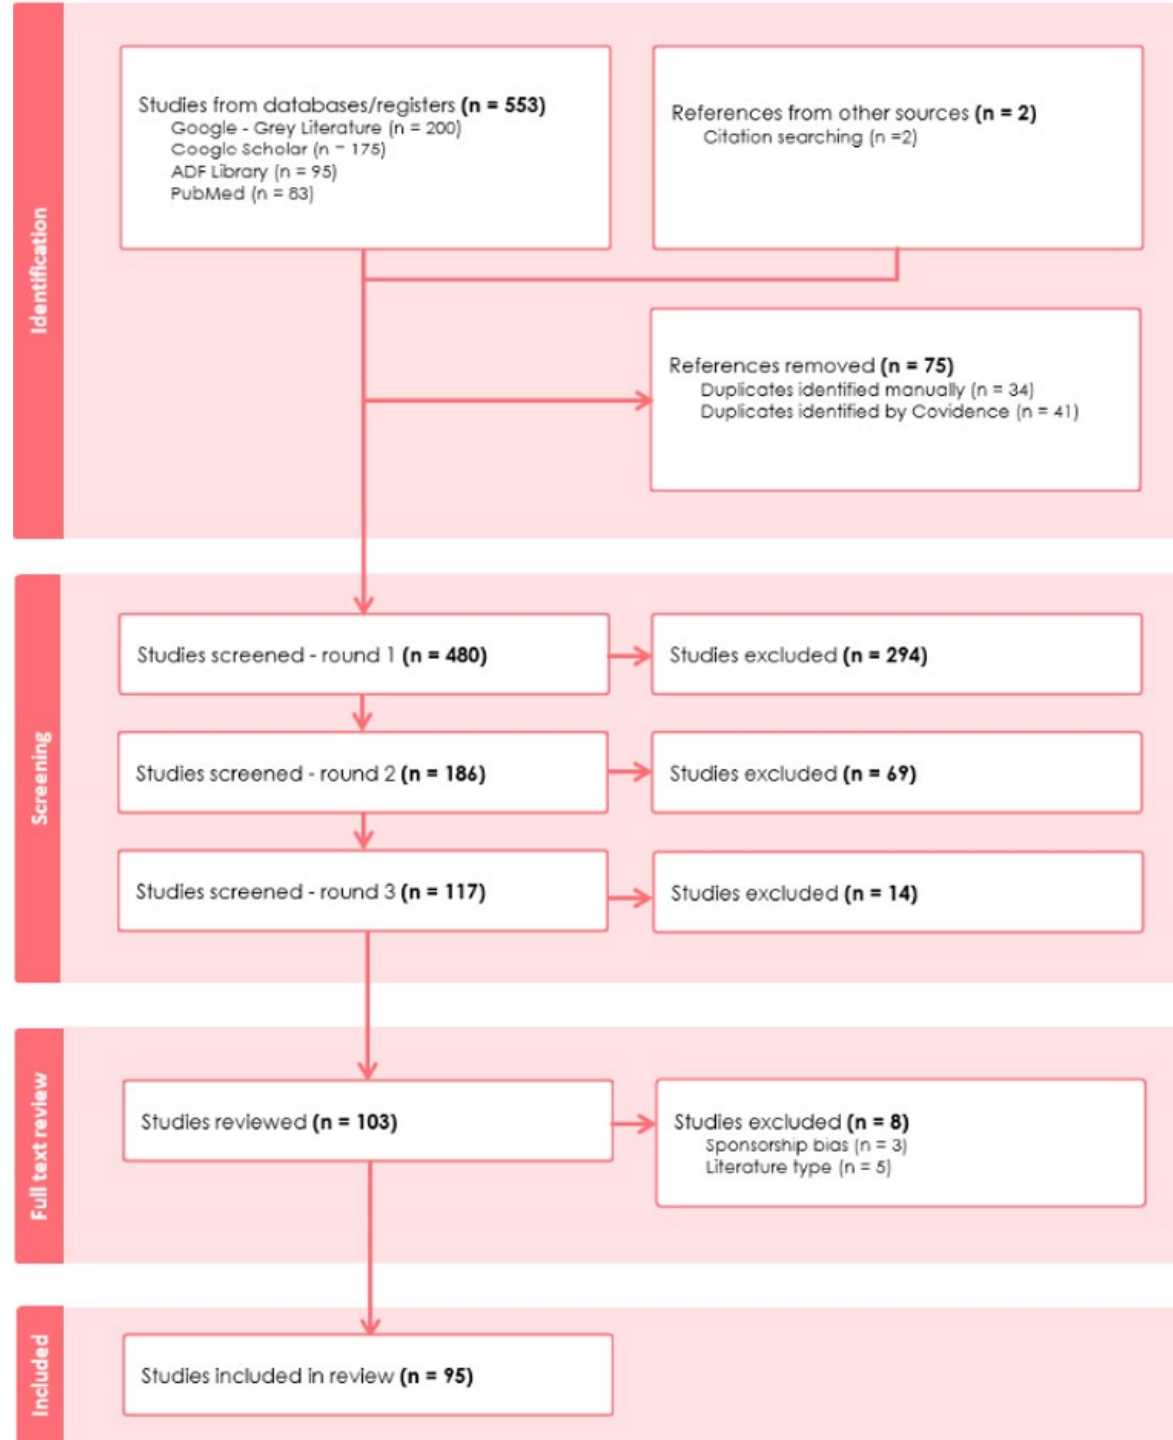 Identification
Studies from databases/registers (n = 553)
Google - Grey Literature (n = 200)
Google Scholar (n = 175)
ADF Library (n = 95)
PubMed (n = 83)
References from other sources (n = 2)
Citation searching (n =2)
References removed (n = 75)
Duplicates identified manually (n = 34)
Duplicates identified by Covidence (n = 41)
Screening
Studies screened - round 1 (n = 480)
Studies excluded (n = 294)
Studies screened - round 2 (n = 186)
Studies excluded (n = 69)
Studies screened - round 3 (n = 117)
Studies excluded (n = 14)
Full text review
Studies reviewed (n = 103)
Studies excluded (n = 8)
Sponsorship bias (n = 3)
Literature type (n = 5)
Included
Studies included in review (n = 95)